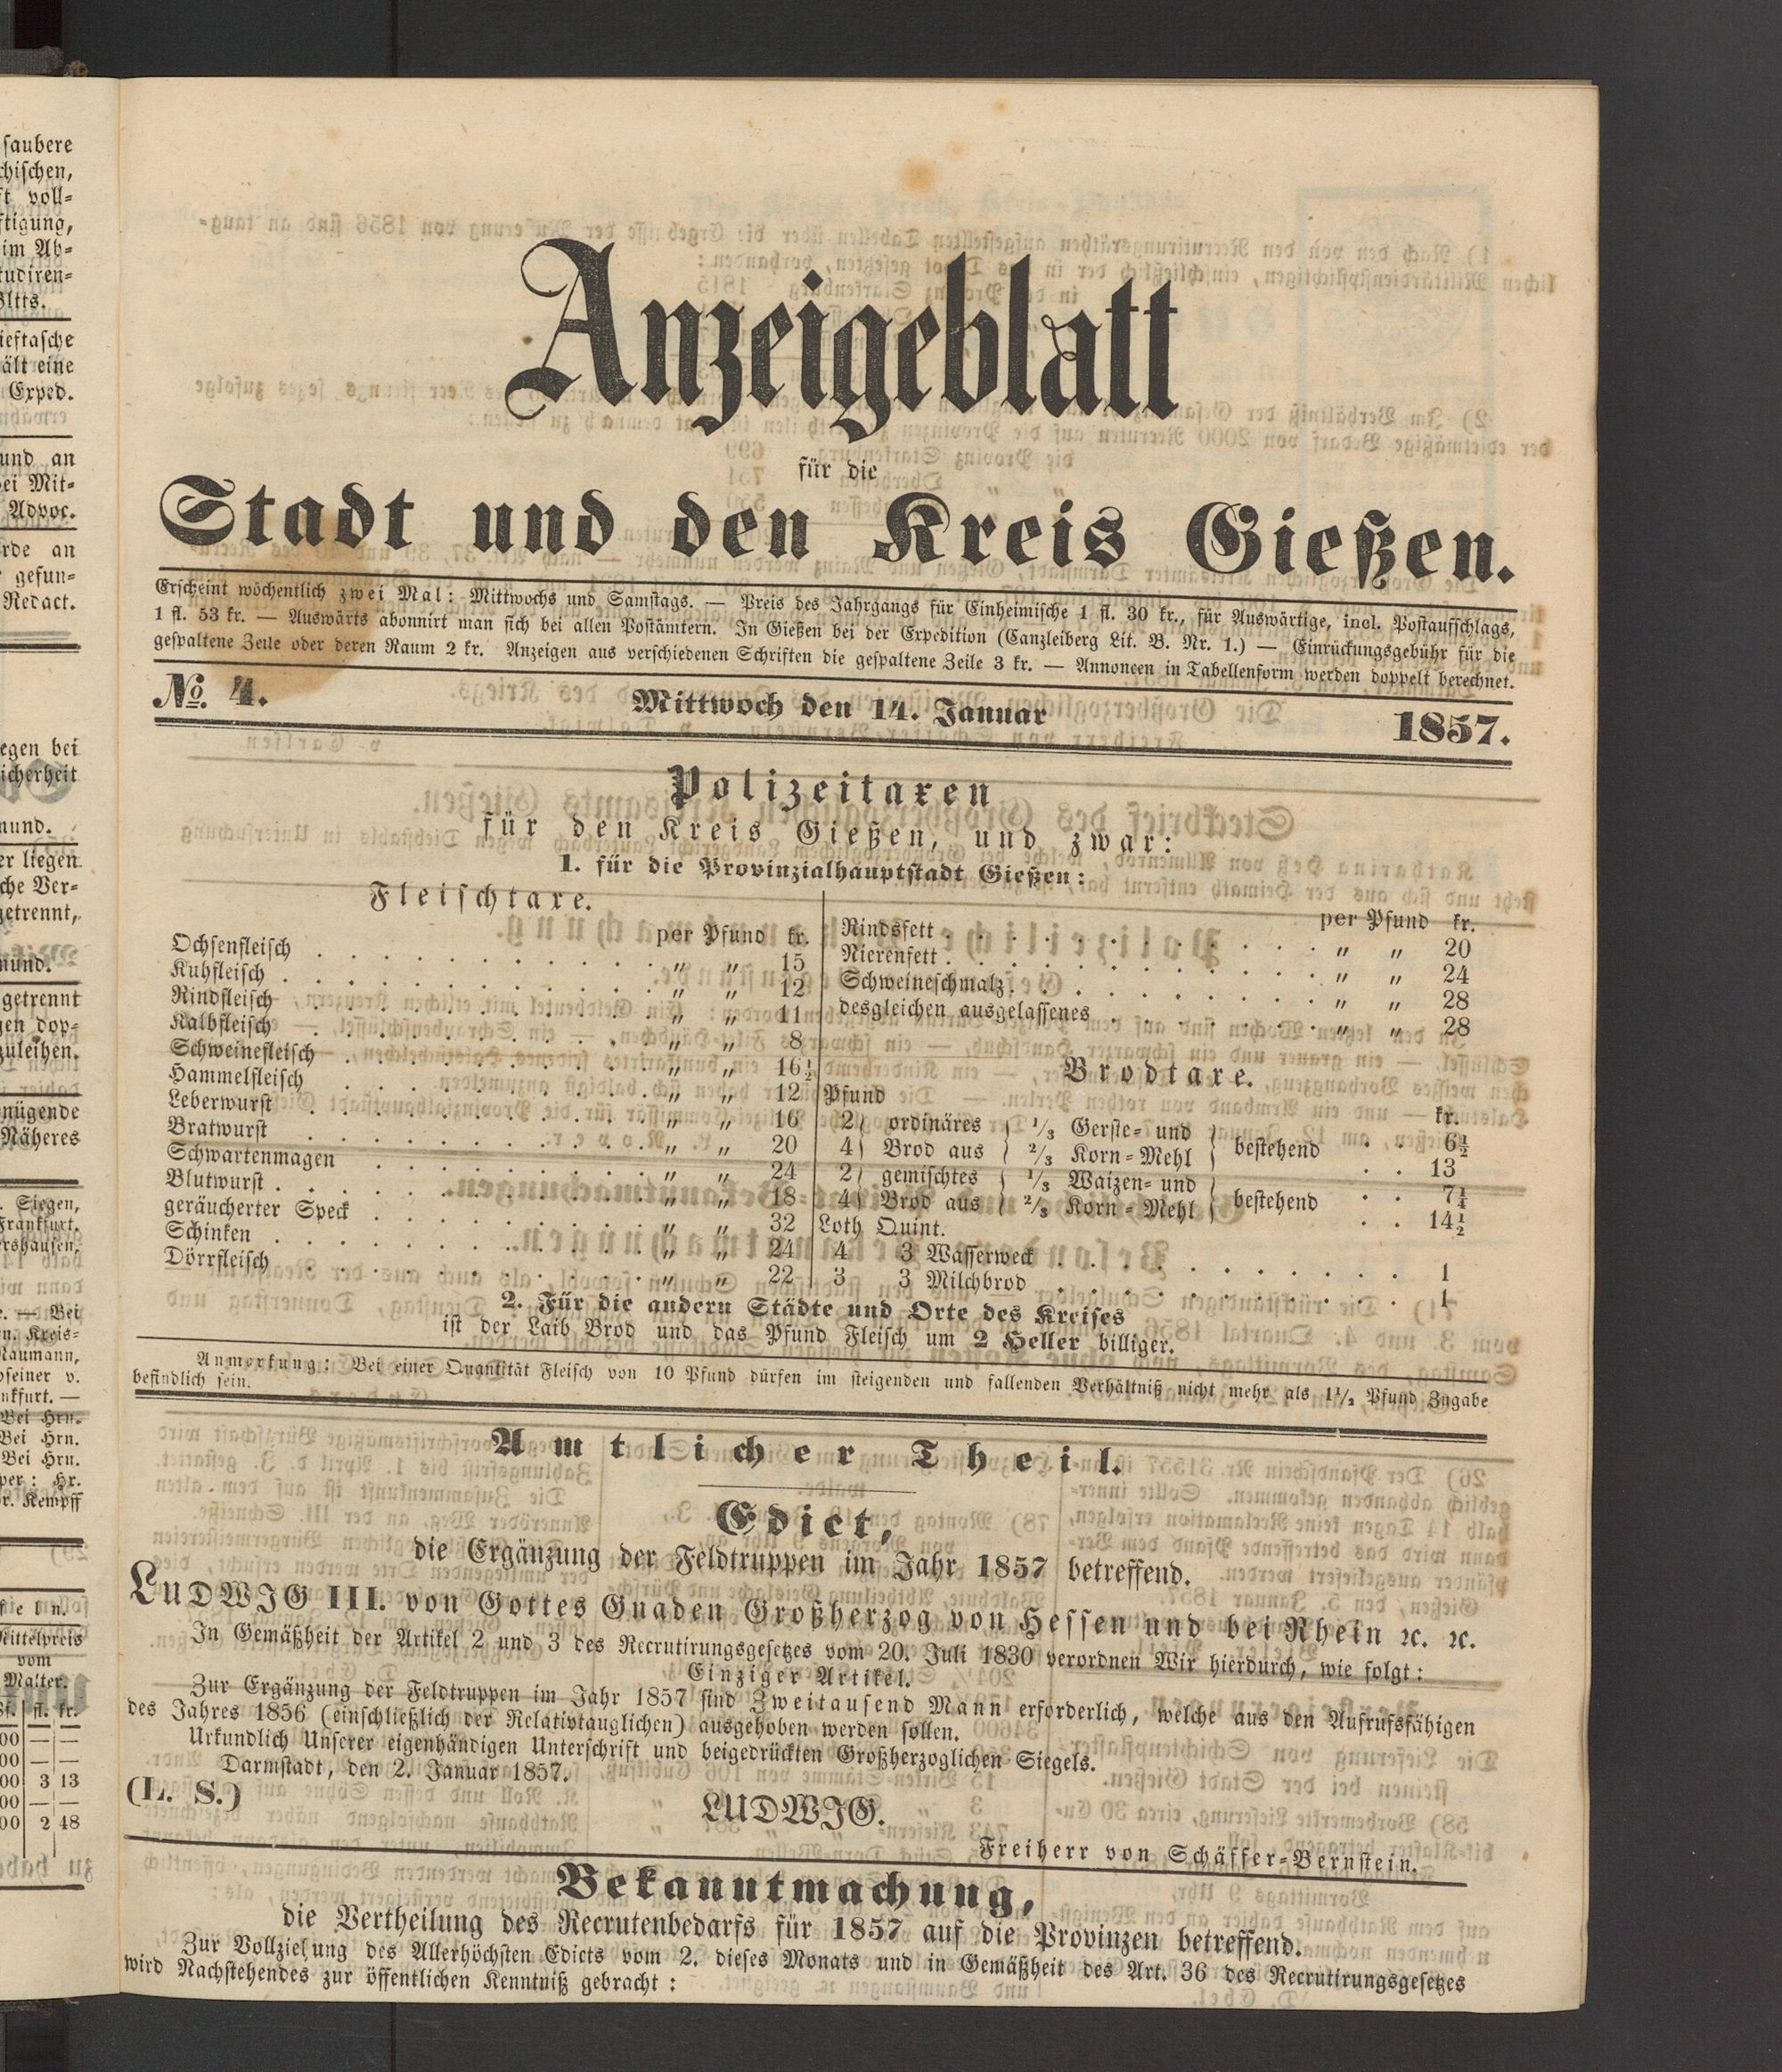 Anzeigeblatt
für die
Stadt und den Kreis Gießen.
Erscheint wöchentlich zwei Mal: Mittwochs und Samstags. — Preis des Jahrgangs für Einheimische 1 fl. 30 kr., für Auswärtige, incl. Postaufschlags,
1 fl. 53 kr. — Auswärts abonnirt man sich bei allen Postämtern. In Gießen bei der Expedition (Canzleiberg Lit. B. Nr. 1.) — Einrückungsgebühr für die
gespaltene Zeile oder deren Raum 2 kr. Anzeigen aus verschiedenen Schriften die gespaltene Zeile 3 kr. — Annoncen in Tabellenform werden doppelt berechnet.
No. 4. Mittwoch den 14. Januar 1857.
Polizeitaxen
für den Kreis Gießen, und zwar:
1. für die Provinzialhauptstadt Gießen:
Fleischtaxe.
per Pfund kr.
Ochsenfleisch . . . „ „ 15
Kuhfleisch . . . „ „ 12
Rindfleisch . . . „ „ 11
Kalbfleisch . . . „ „ 8
Schweinefleisch . . . „ „ 16½
Hammelfleisch . . . „ „ 12
Leberwurst . . . „ „ 16
Bratwurst . . . „ „ 20
Schwartenmagen . . . „ „ 24
Blutwurst . . . „ „ 18
geräucherter Speck . . . „ „ 32
Schinken . . . „ „ 24
Dörrfleisch . . . „ „ 22
per Pfund kr.
Rindsfett . . . „ „ 20
Nierenfett . . . „ „ 24
Schweineschmalz . . . „ „ 28
desgleichen ausgelassenes . . . „ „ 28
Brodtaxe.
Pfund kr.
2 ) ordinäres ( ⅓ Gerste- und ) bestehend . . 6½
4 ) Brod aus ( ⅔ Korn-Mehl ) . . 13
2 ) gemischtes ( ⅓ Waizen- und ) bestehend . . 7¼
4 ) Brod aus ( ⅔ Korn-Mehl ) . . 14½
Loth Quint.
4 3 Wasserweck . . . 1
3 3 Milchbrod . . . 1
2. Für die andern Städte und Orte des Kreises
ist der Laib Brod und das Pfund Fleisch um 2 Heller billiger.
Anmerkung: Bei einer Quantität Fleisch von 10 Pfund dürfen im steigenden und fallenden Verhältniß nicht mehr als 1½ Pfund Zugabe
befindlich sein.
Amtlicher Theil.
Edict,
die Ergänzung der Feldtruppen im Jahr 1857 betreffend.
LUDWIG III. von Gottes Gnaden Großherzog von Hessen und bei Rhein ꝛc. ꝛc.
In Gemäßheit der Artikel 2 und 3 des Recrutirungsgesetzes vom 20. Juli 1830 verordnen Wir hierdurch, wie folgt:
Einziger Artikel.
Zur Ergänzung der Feldtruppen im Jahr 1857 sind Zweitausend Mann erforderlich, welche aus den Aufrufsfähigen
des Jahres 1856 (einschließlich der Relativtauglichen) ausgehoben werden sollen.
Urkundlich Unserer eigenhändigen Unterschrift und beigedrückten Großherzoglichen Siegels.
Darmstadt, den 2. Januar 1857.
(L. S.) LUDWIG.
Freiherr von Schäffer-Bernstein.
Bekanntmachung,
die Vertheilung des Recrutenbedarfs für 1857 auf die Provinzen betreffend.
Zur Vollziehung des Allerhöchsten Edicts vom 2. dieses Monats und in Gemäßheit des Art. 36 des Recrutirungsgesetzes
wird Nachstehendes zur öffentlichen Kenntniß gebracht: